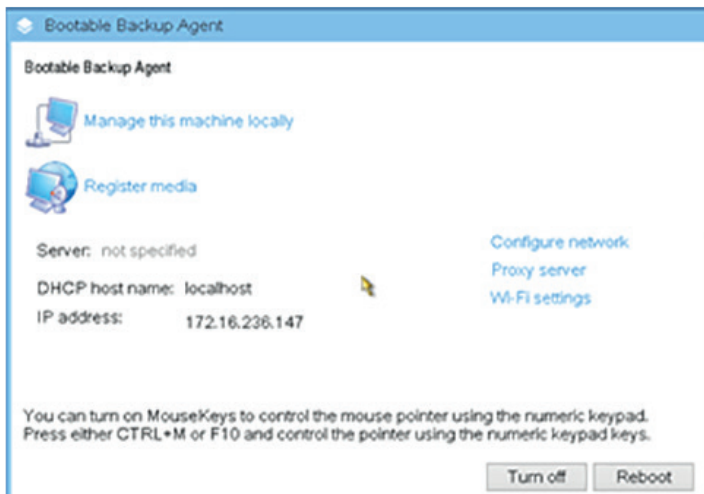 Bootable Backup Agent
Bootable Backup Agent
Manage this machine locally
Register media
Server: not specified
DHCP host name: localhost
IP address: 172.16.236.147
Configure network
Proxy server
Wi-Fi settings
You can turn on MouseKeys to control the mouse pointer using the numeric keypad.
Press either CTRL+M or F10 and control the pointer using the numeric keypad keys.
Turn off
Reboot